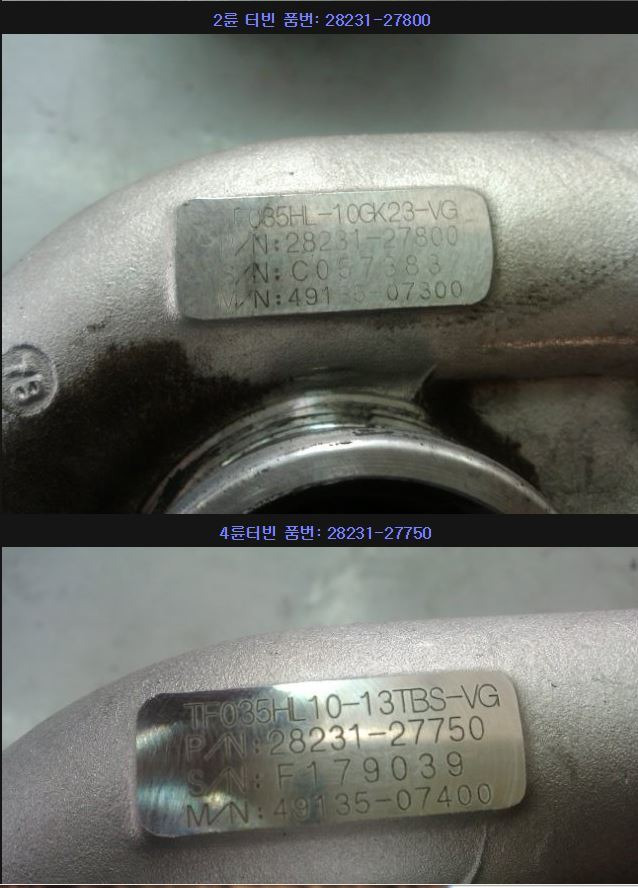 2륜 터빈 품번: 28231-27800
TF035HL-10GK23-VG
P/N:28231-27800
S/N:C057383
M/N:49135-07300
4륜터빈 품번: 28231-27750
TF035HL10-13TBS-VG
P/N:28231-27750
S/N:F179039
M/N:49135-07400